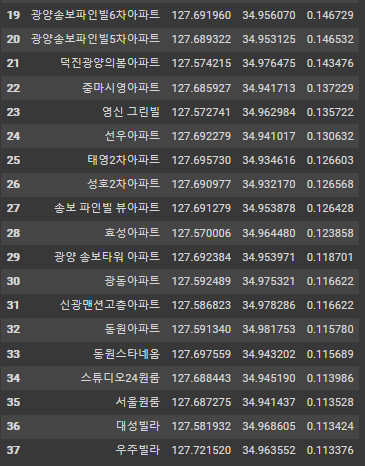 19 광양송보파인빌6차아파트 127.691960 34.956070 0.146729
20 광양송보파인빌5차아파트 127.689322 34.953125 0.146532
21 덕진광양의봄아파트 127.574215 34.976475 0.143476
22 중마시영아파트 127.685927 34.941713 0.137229
23 영신 그린빌 127.572741 34.962984 0.135722
24 선우아파트 127.692279 34.941017 0.130632
25 태영2차아파트 127.695730 34.934616 0.126603
26 성호2차아파트 127.690977 34.932170 0.126568
27 송보 파인빌 뷰아파트 127.691279 34.953878 0.126428
28 효성아파트 127.570006 34.964480 0.123858
29 광양 송보타워 아파트 127.692384 34.953971 0.118701
30 광동아파트 127.592489 34.975321 0.116622
31 신광맨션고층아파트 127.586823 34.978286 0.116622
32 동원아파트 127.591340 34.981753 0.115780
33 동원스타네옴 127.697559 34.943202 0.115689
34 스튜디오24원룸 127.688443 34.945190 0.113986
35 서울원룸 127.687275 34.941437 0.113528
36 대성빌라 127.581932 34.968605 0.113424
37 우주빌라 127.721520 34.963552 0.113376